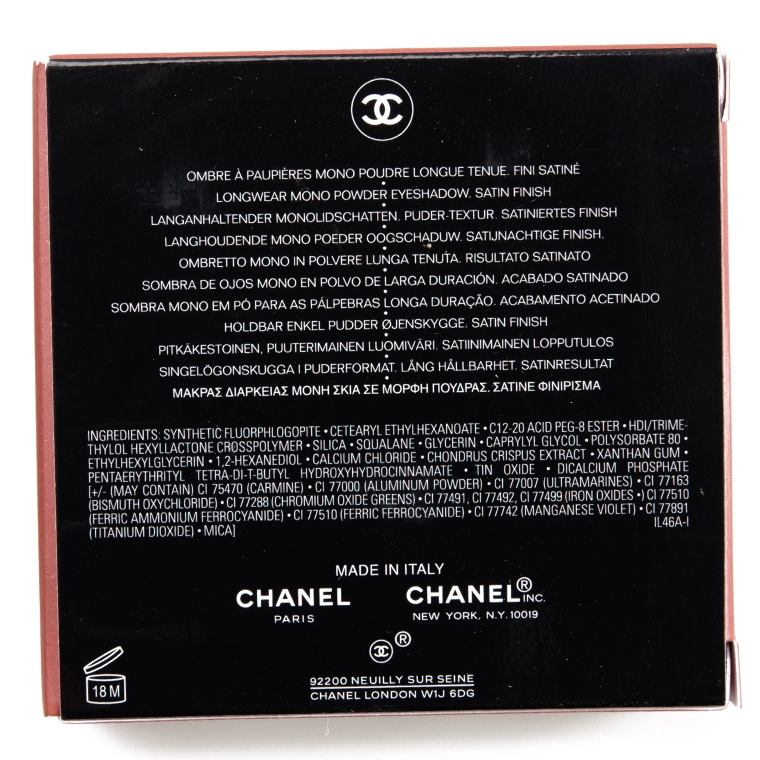 OMBRE À PAUPIÈRES MONO POUDRE LONGUE TENUE. FINI SATINÉ
LONGWEAR MONO POWDER EYESHADOW. SATIN FINISH
LANGANHALTENDER MONOLIDSCHATTEN. PUDER-TEXTUR. SATINIERTES FINISH
LANGHOUDENDE MONO POEDER OOGSCHADUW. SATIJNACHTIGE FINISH.
OMBRETTO MONO IN POLVERE LUNGA TENUTA. RISULTATO SATINATO
SOMBRA DE OJOS MONO EN POLVO DE LARGA DURACIÓN. ACABADO SATINADO
SOMBRA MONO EM PÓ PARA AS PÁLPEBRAS LONGA DURAÇÃO. ACABAMENTO ACETINADO
HOLDBAR ENKEL PUDDER ØJENSKYGGE. SATIN FINISH
PITKÄKESTOINEN, PUUTERIMAINEN LUOMIVÄRI. SATIINIMAINEN LOPPUTULOS
SINGELÖGONSKUGGA I PUDERFORMAT. LÅNG HÅLLBARHET. SATINRESULTAT
ΜΑΚΡΑΣ ΔΙΑΡΚΕΙΑΣ ΜΟΝΗ ΣΚΙΑ ΣΕ ΜΟΡΦΗ ΠΟΥΔΡΑΣ. ΣΑΤΙΝΕ ΦΙΝΙΡΙΣΜΑ
INGREDIENTS: SYNTHETIC FLUORPHLOGOPITE • CETEARYL ETHYLHEXANOATE • C12-20 ACID PEG-8 ESTER • HDI/TRIME-
THYLOL HEXYLLACTONE CROSSPOLYMER • SILICA • SQUALANE • GLYCERIN • CAPRYLYL GLYCOL • POLYSORBATE 80 •
ETHYLHEXYLGLYCERIN • 1,2-HEXANEDIOL • CALCIUM CHLORIDE • CHONDRUS CRISPUS EXTRACT • XANTHAN GUM •
PENTAERYTHRITYL TETRA-DI-T-BUTYL HYDROXYHYDROCINNAMATE • TIN OXIDE • DICALCIUM PHOSPHATE
[+/- (MAY CONTAIN) CI 75470 (CARMINE) • CI 77000 (ALUMINUM POWDER) • CI 77007 (ULTRAMARINES) • CI 77163
(BISMUTH OXYCHLORIDE) • CI 77288 (CHROMIUM OXIDE GREENS) • CI 77491, CI 77492, CI 77499 (IRON OXIDES •) CI 77510
(FERRIC AMMONIUM FERROCYANIDE) • CI 77510 (FERRIC FERROCYANIDE) • CI 77742 (MANGANESE VIOLET) • CI 77891
(TITANIUM DIOXIDE) • MICA] IL46A-I
MADE IN ITALY
CHANEL CHANEL® INC.
PARIS NEW YORK, N.Y. 10019
®
92200 NEUILLY SUR SEINE
CHANEL LONDON W1J 6DG
18 M